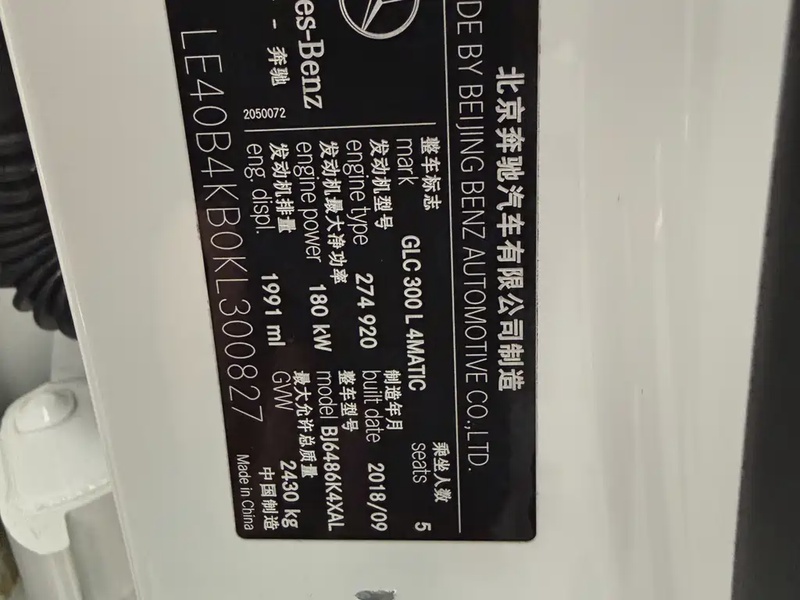 北京奔驰汽车有限公司制造
DE BY BEIJING BENZ AUTOMOTIVE CO.,LTD.
es-Benz
- 奔驰
2050072
整车标志
mark GLC 300 L 4MATIC
乘坐人数
seats 5
发动机型号
engine type 274 920
制造年月
built date 2018/09
发动机最大净功率
engine power 180 kW
整车型号
model BJ6486K4XAL
发动机排量
eng. displ. 1991 ml
最大允许总质量
GVW 2430 kg
LE40B4KB0KL300827
中国制造
Made in China